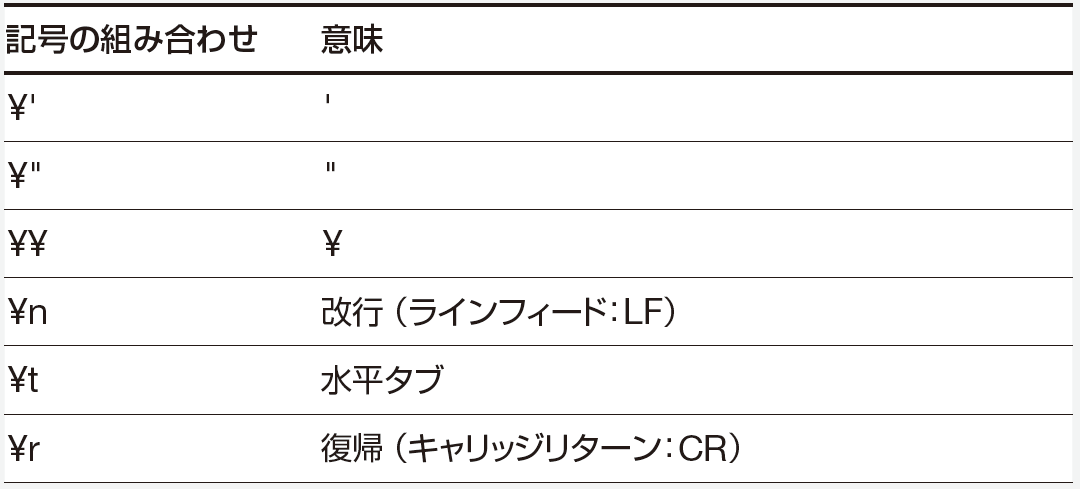 記号の組み合わせ 意味
¥' '
¥" "
¥¥ ¥
¥n 改行（ラインフィード：LF）
¥t 水平タブ
¥r 復帰（キャリッジリターン：CR）